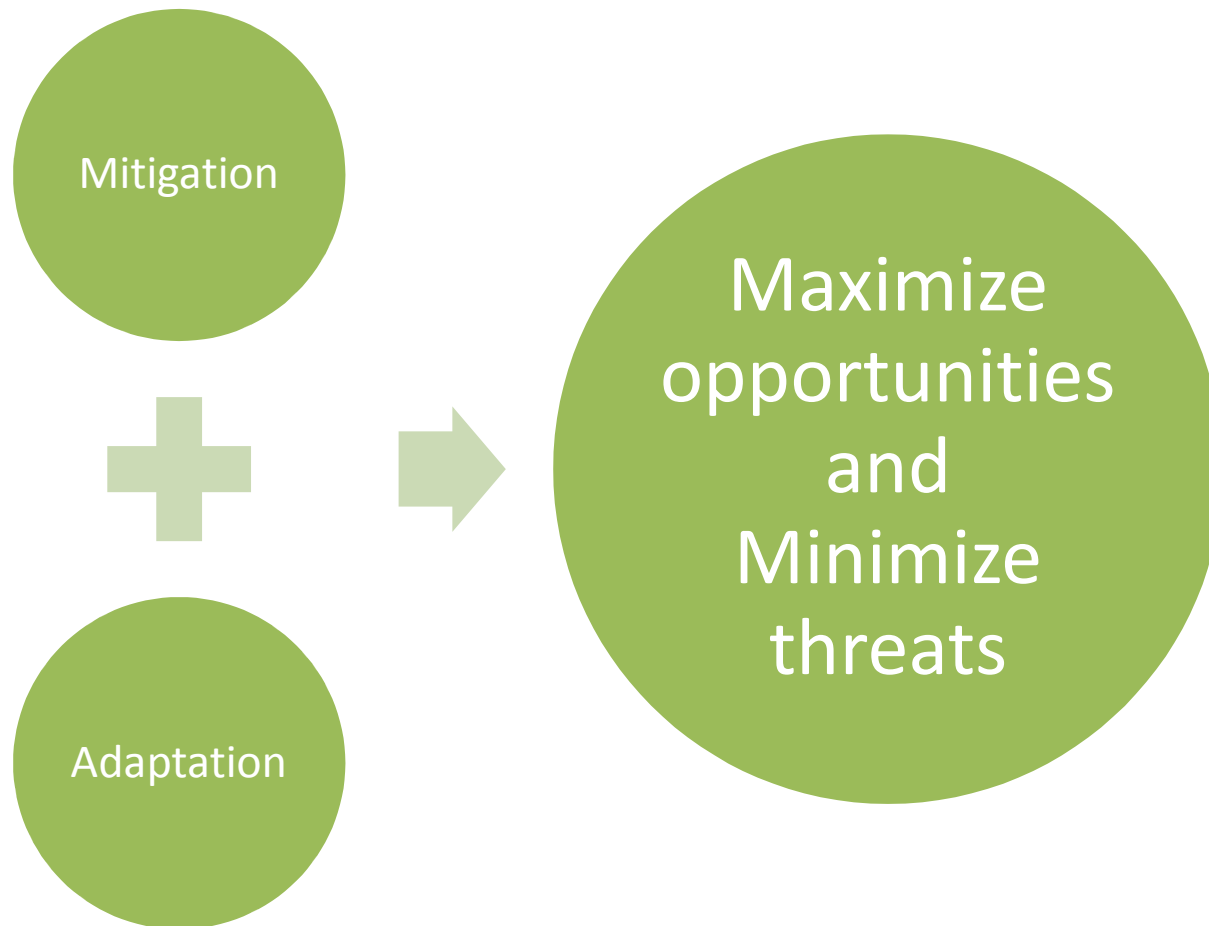 Mitigation
Adaptation
Maximize
opportunities
and
Minimize
threats